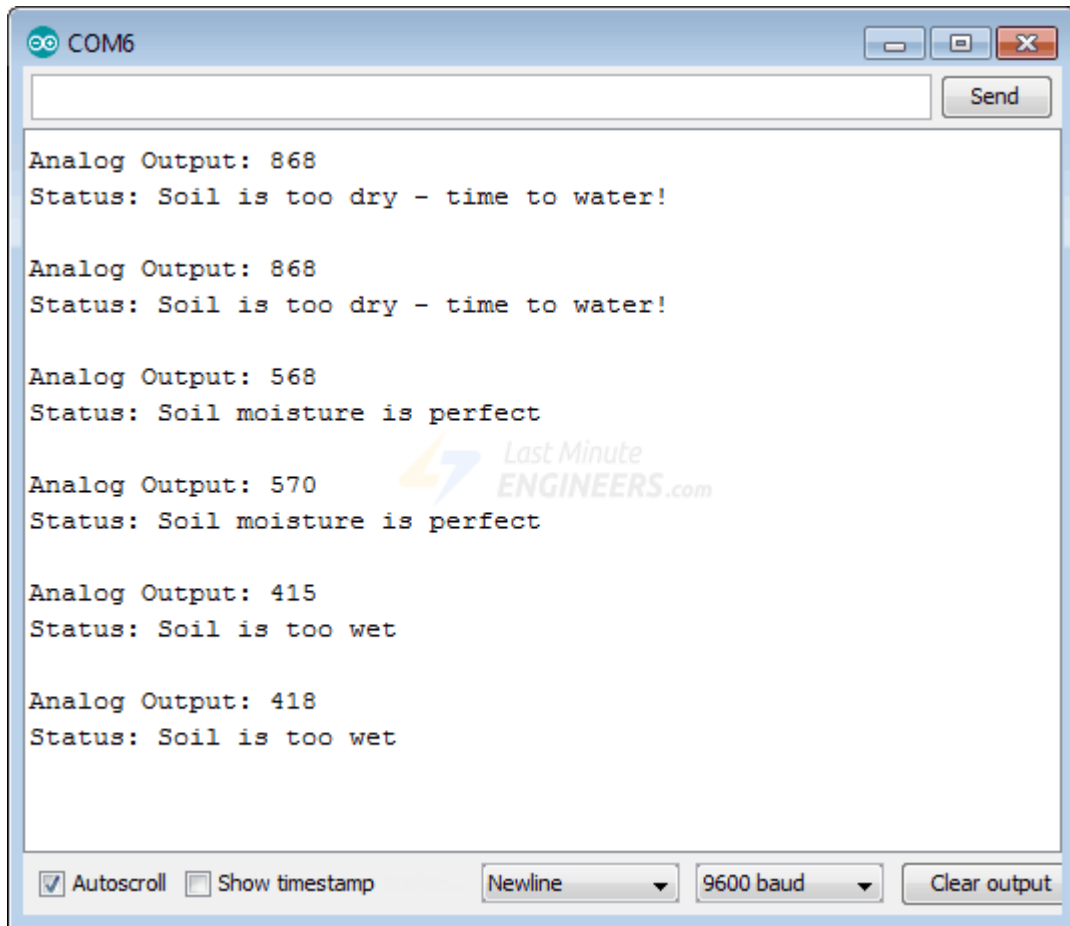 COM6
Send
Analog Output: 868
Status: Soil is too dry - time to water!
Analog Output: 868
Status: Soil is too dry - time to water!
Analog Output: 568
Status: Soil moisture is perfect
Last Minute
ENGINEERS.com
Analog Output: 570
Status: Soil moisture is perfect
Analog Output: 415
Status: Soil is too wet
Analog Output: 418
Status: Soil is too wet
Autoscroll Show timestamp Newline 9600 baud Clear output